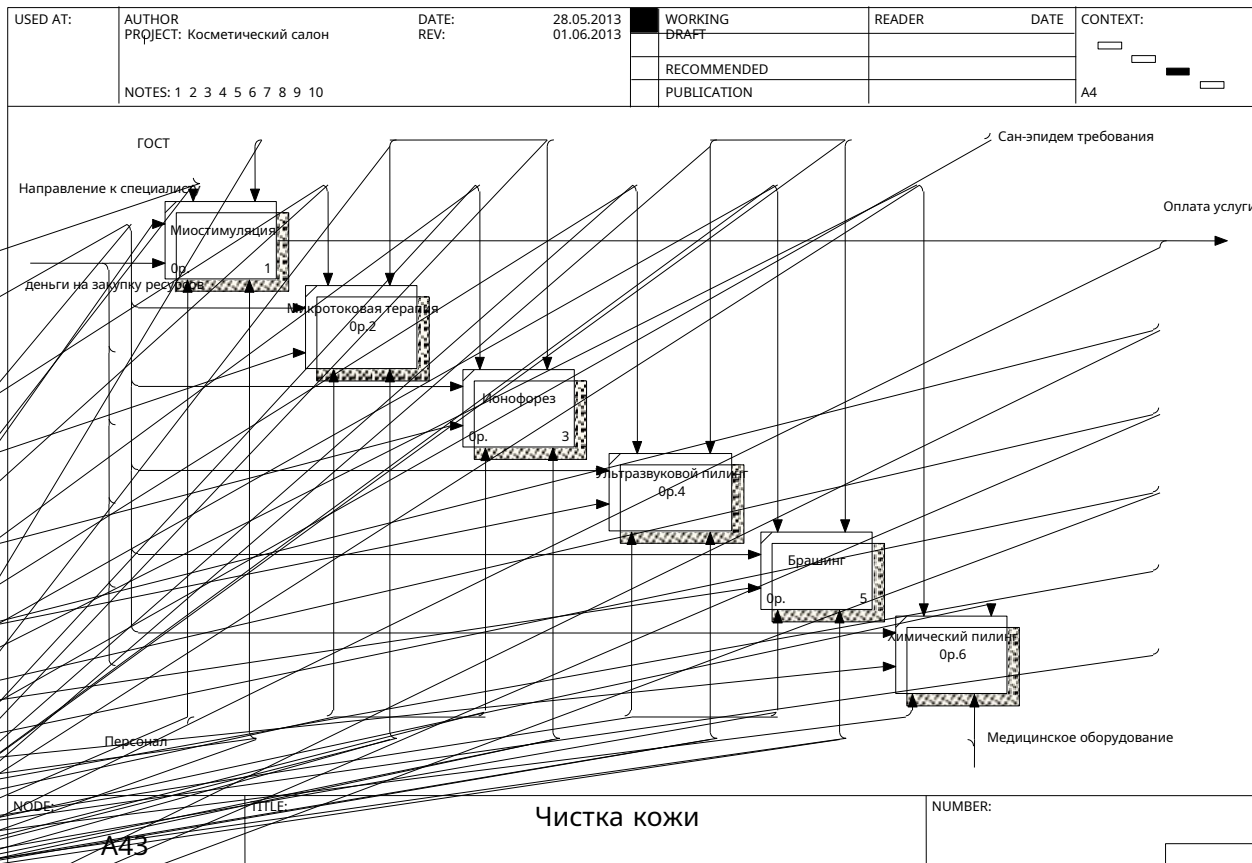 USED AT:
AUTHOR
DATE: 28.05.2013
WORKING
READER DATE
CONTEXT:
PROJECT: Косметический салон
REV: 01.06.2013
DRAFT
RECOMMENDED
NOTES: 1 2 3 4 5 6 7 8 9 10
PUBLICATION
A4
ГОСТ
Сан-эпидем требования
Направление к специалисту
Оплата услуги
Миостимуляция
0р. 1
деньги на закупку ресурсов
Микротоковая терапия
0р.2
Ионофорез
0р. 3
Ультразвуковой пилинг
0р.4
Брашинг
0р. 5
Химический пилинг
0р.6
Персонал
Медицинское оборудование
NODE:
TITLE:
Чистка кожи
NUMBER:
A43